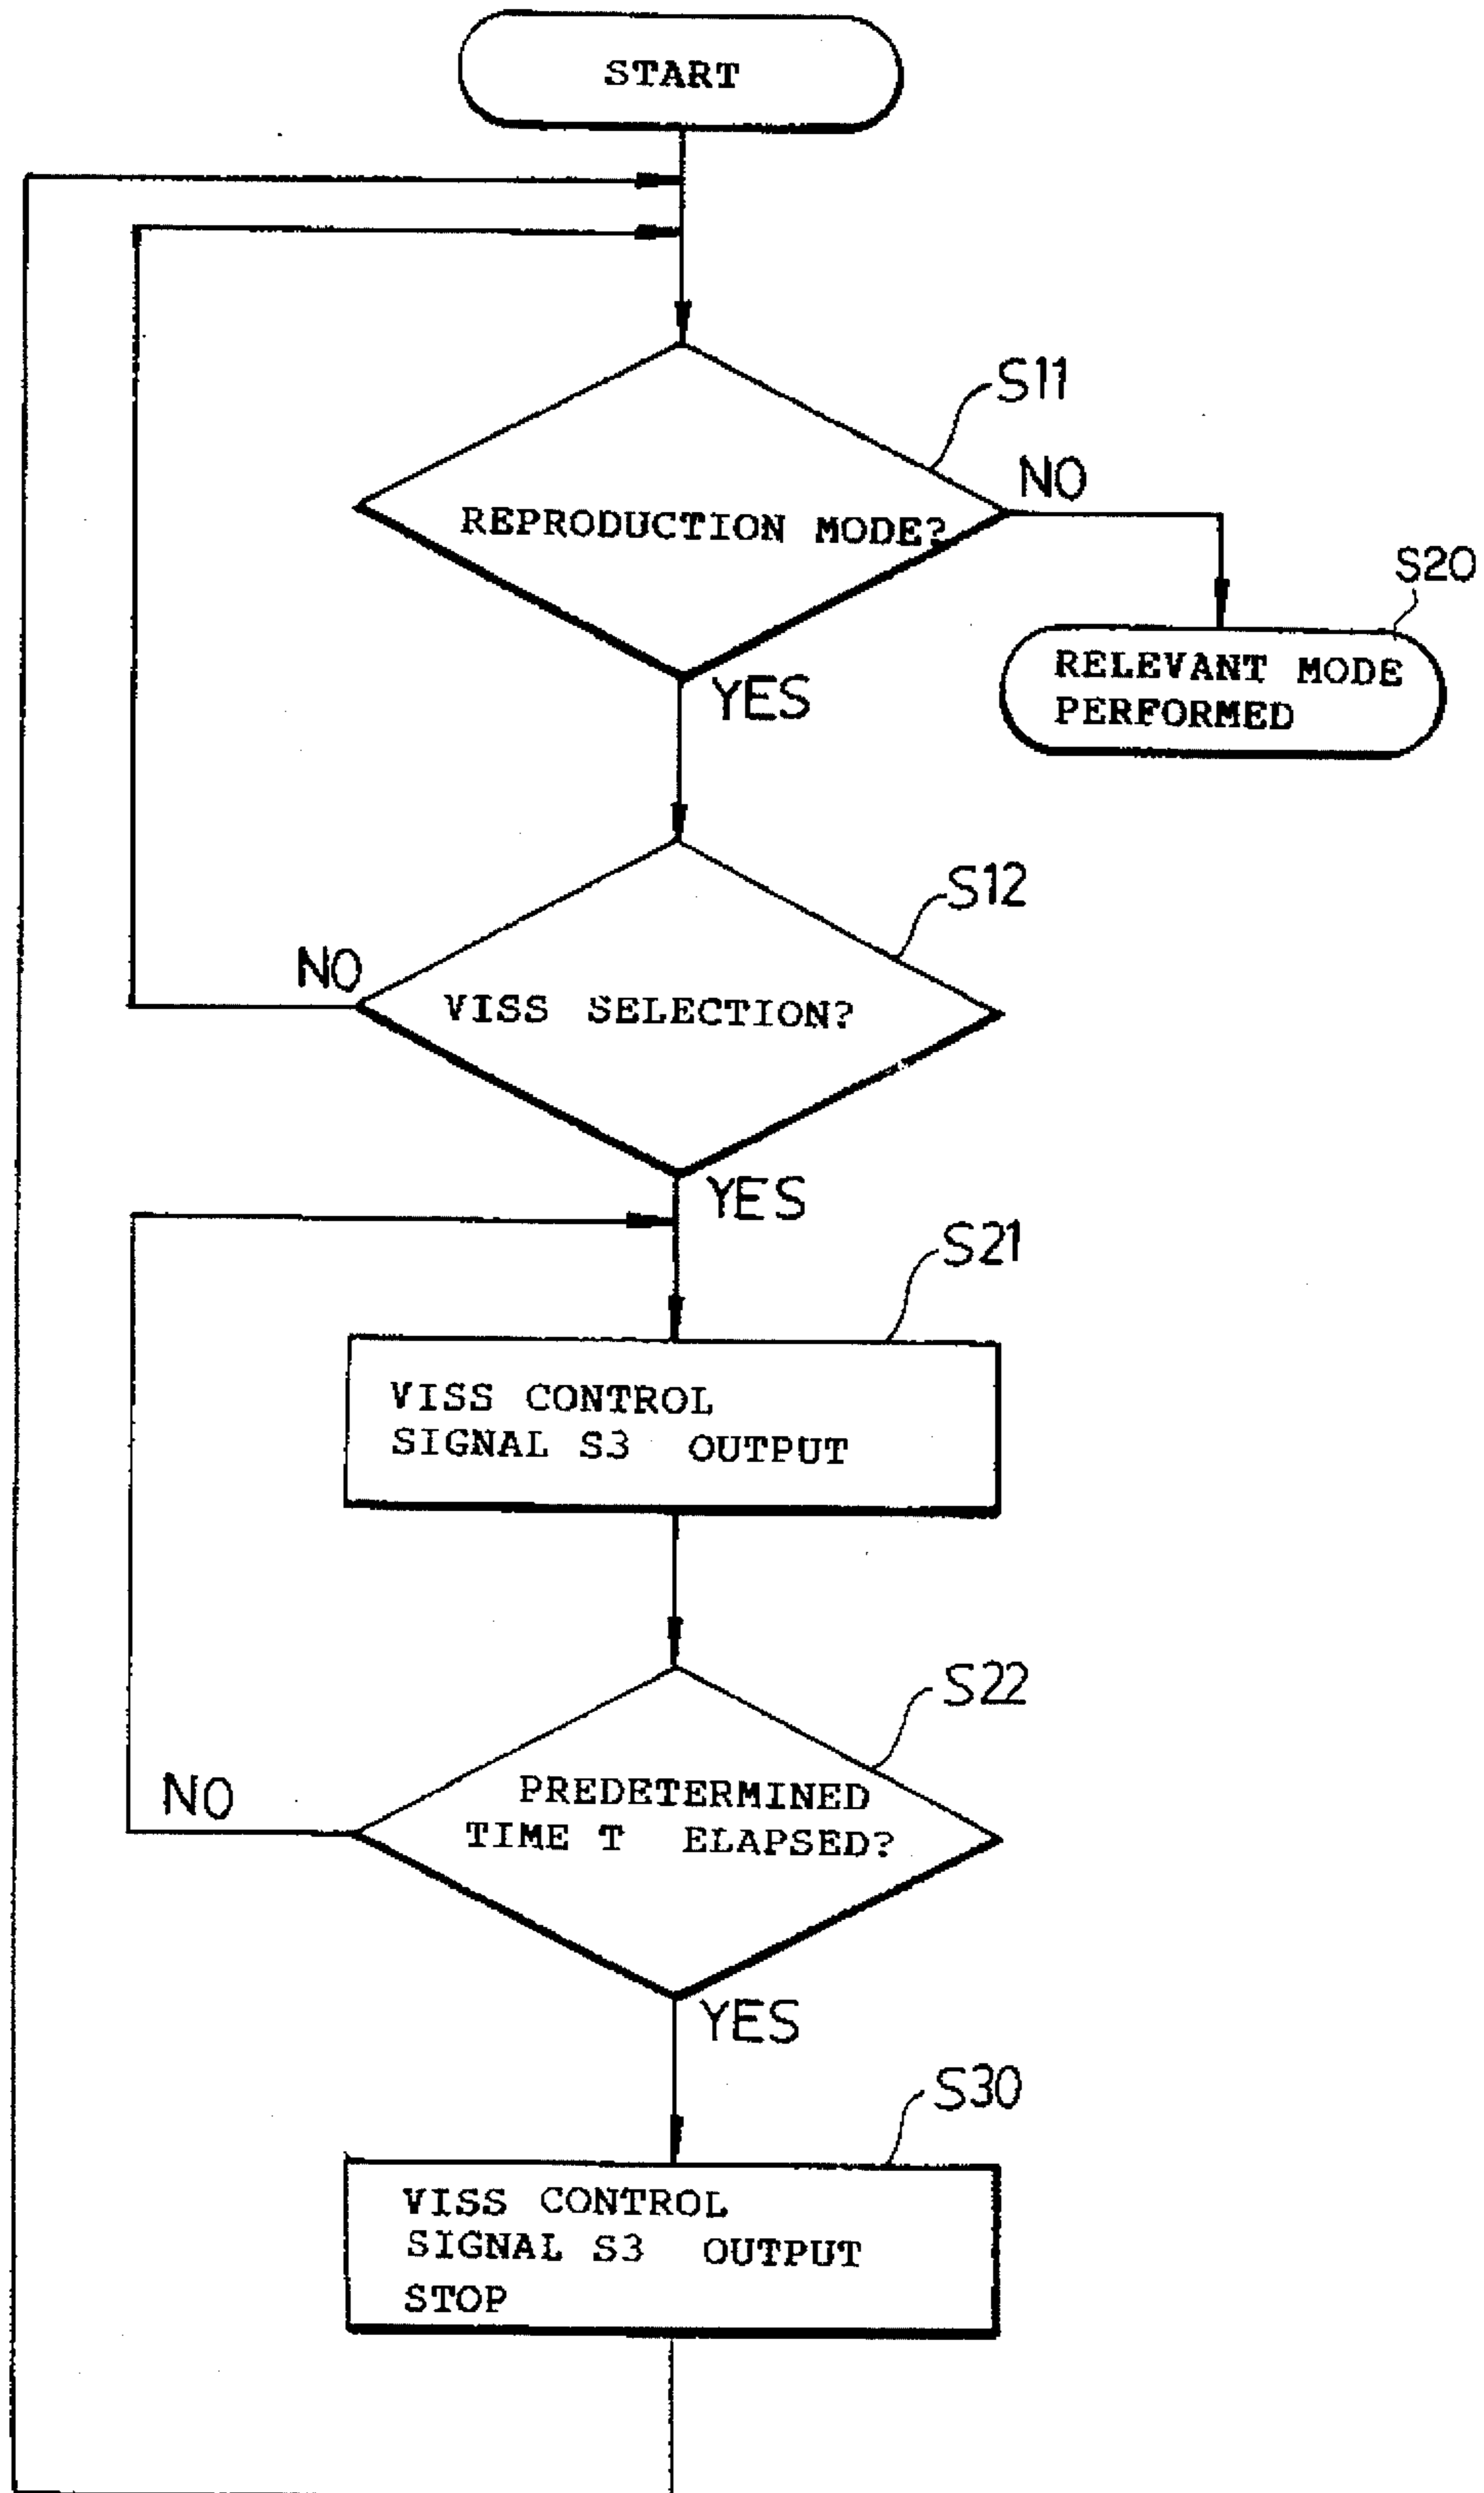 START
S11
NO
REPRODUCTION MODE?
S20
RELEVANT MODE
PERFORMED
YES
S12
NO
VISS SELECTION?
YES
S21
VISS CONTROL
SIGNAL S3 OUTPUT
S22
NO
PREDETERMINED
TIME T ELAPSED?
YES
S30
VISS CONTROL
SIGNAL S3 OUTPUT
STOP